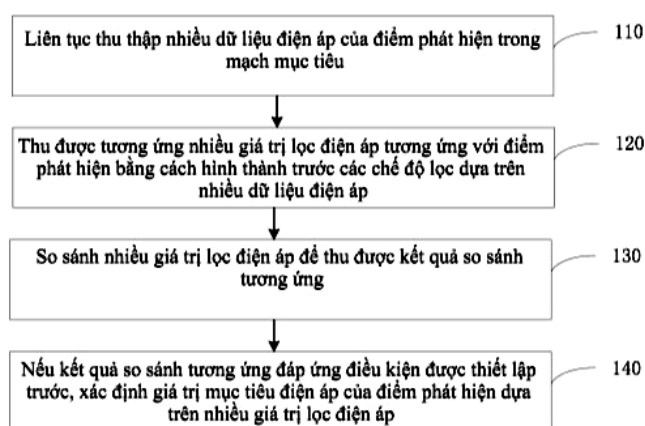 Liên tục thu thập nhiều dữ liệu điện áp của điểm phát hiện trong
mạch mục tiêu
110
Thu được tương ứng nhiều giá trị lọc điện áp tương ứng với điểm
phát hiện bằng cách hình thành trước các chế độ lọc dựa trên
nhiều dữ liệu điện áp
120
So sánh nhiều giá trị lọc điện áp để thu được kết quả so sánh
tương ứng
130
Nếu kết quả so sánh tương ứng đáp ứng điều kiện được thiết lập
trước, xác định giá trị mục tiêu điện áp của điểm phát hiện dựa
trên nhiều giá trị lọc điện áp
140